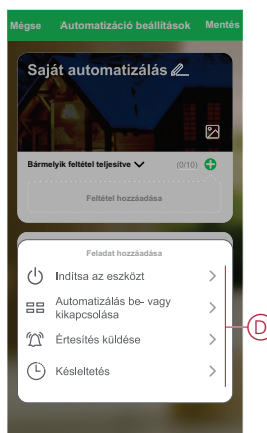 Mégse Automatizáció beállítások Mentés
Saját automatizálás
Bármelyik feltétel teljesítve (0/10)
Feltétel hozzáadása
Feladat hozzáadása
Indítsa az eszközt
Automatizálás be- vagy
kikapcsolása
Értesítés küldése
Késleltetés
D